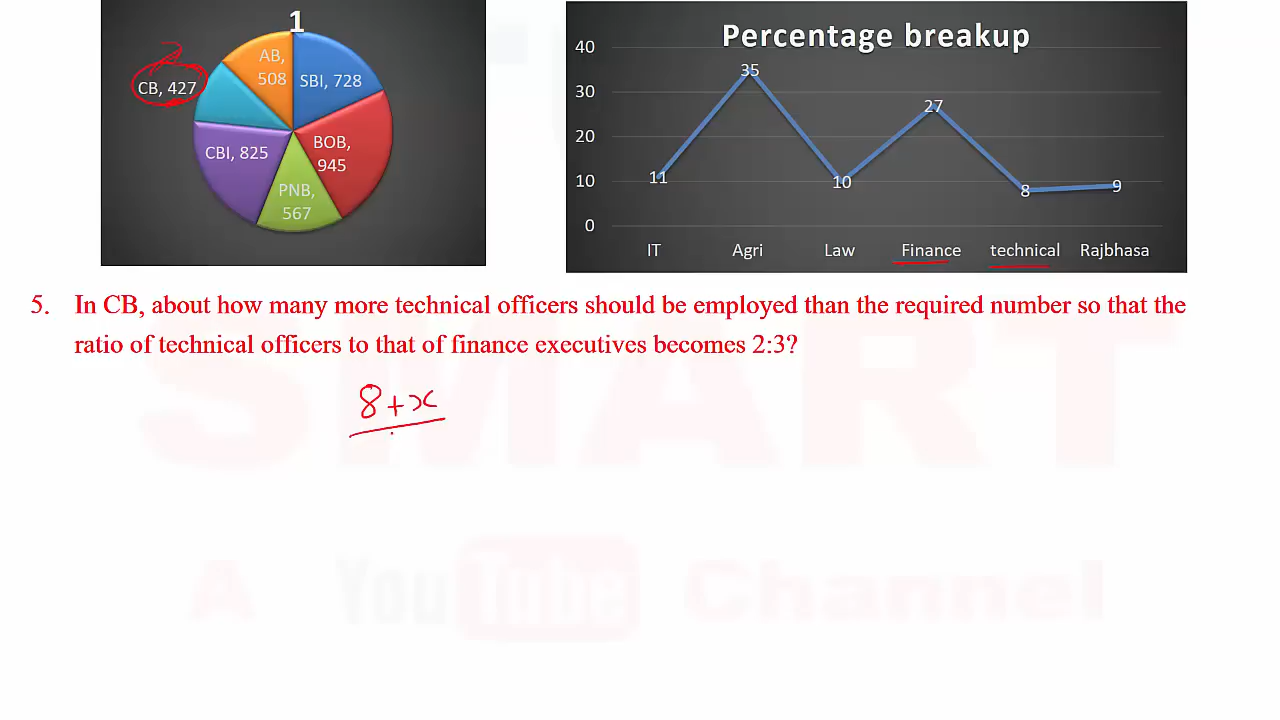 1
AB,
508
SBI, 728
CB, 427
BOB,
945
CBI, 825
PNB,
567
Percentage breakup
40
30
20
10
0
35
27
11
10
8
9
IT Agri Law Finance technical Rajbhasa
5. In CB, about how many more technical officers should be employed than the required number so that the
ratio of technical officers to that of finance executives becomes 2:3?
8+x
SMART
A YouTube Channel